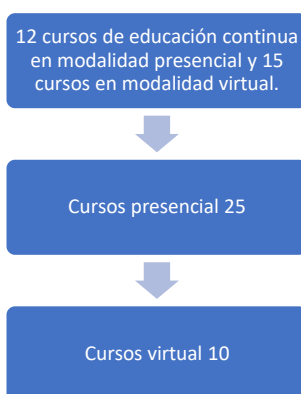 12 cursos de educación continua
en modalidad presencial y 15
cursos en modalidad virtual.
Cursos presencial 25
Cursos virtual 10